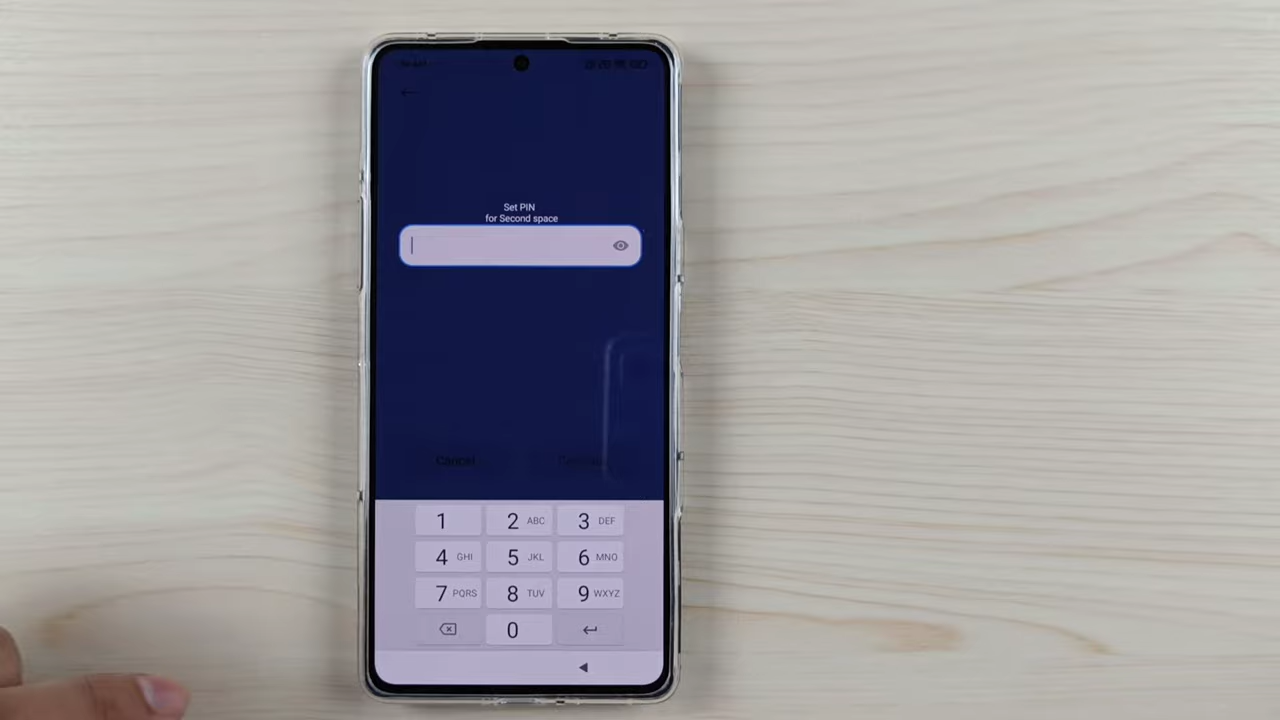 Set PIN
for Second space
Cancel
1
2 ABC
3 DEF
4 GHI
5 JKL
6 MNO
7 PQRS
8 TUV
9 WXYZ
0